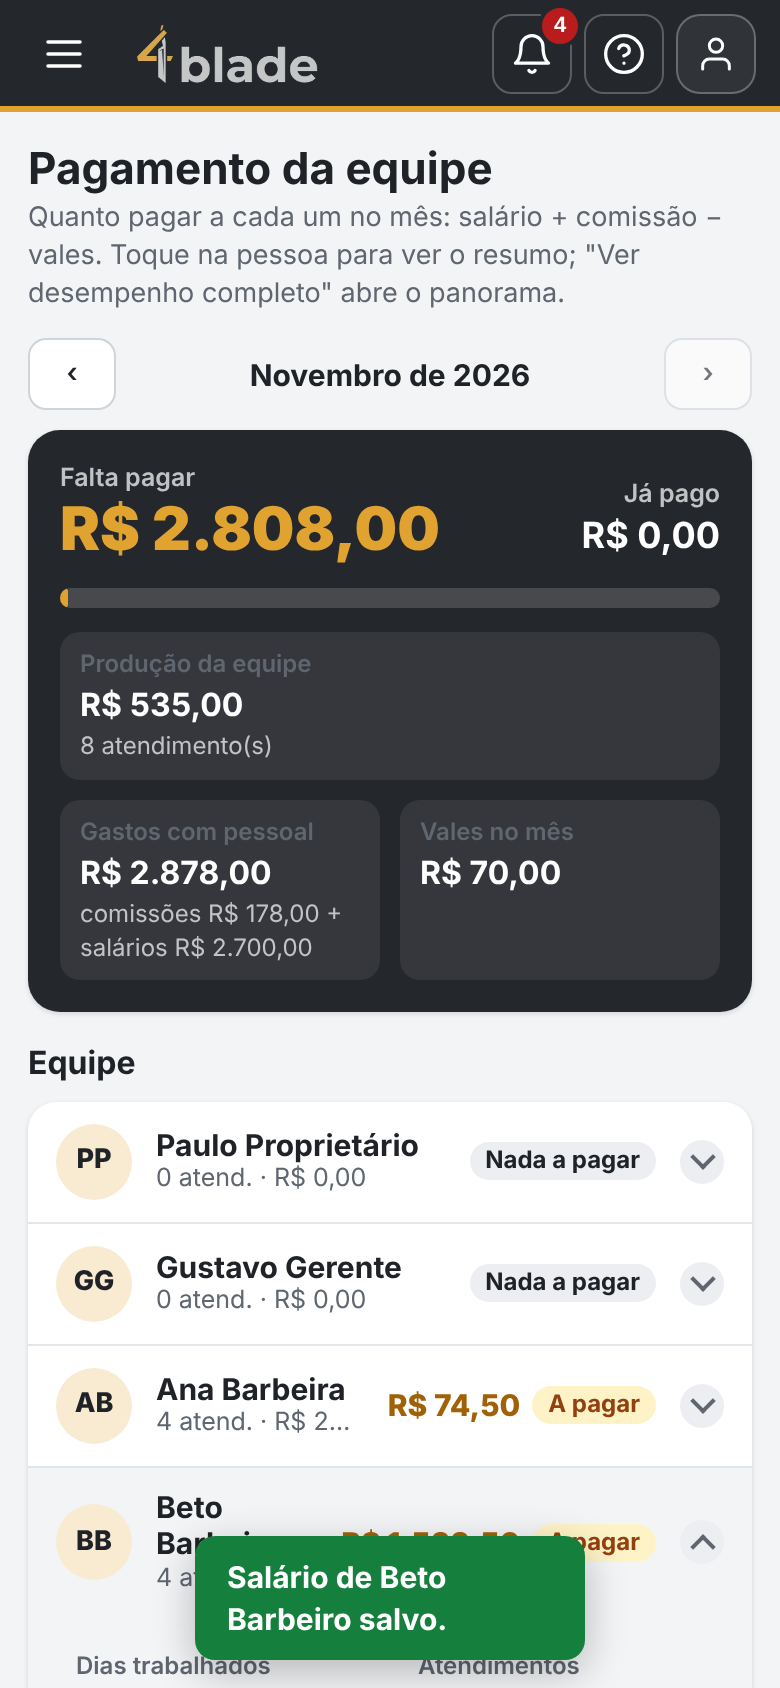 4blade
4
Pagamento da equipe
Quanto pagar a cada um no mês: salário + comissão −
vales. Toque na pessoa para ver o resumo; "Ver
desempenho completo" abre o panorama.
‹
Novembro de 2026
›
Falta pagar
R$ 2.808,00
Já pago
R$ 0,00
Produção da equipe
R$ 535,00
8 atendimento(s)
Gastos com pessoal
R$ 2.878,00
comissões R$ 178,00 +
salários R$ 2.700,00
Vales no mês
R$ 70,00
Equipe
PP
Paulo Proprietário
0 atend. · R$ 0,00
Nada a pagar
GG
Gustavo Gerente
0 atend. · R$ 0,00
Nada a pagar
AB
Ana Barbeira
4 atend. · R$ 2...
R$ 74,50
A pagar
BB
Beto
pagar
Salário de Beto
Barbeiro salvo.
Dias trabalhados
Atendimentos